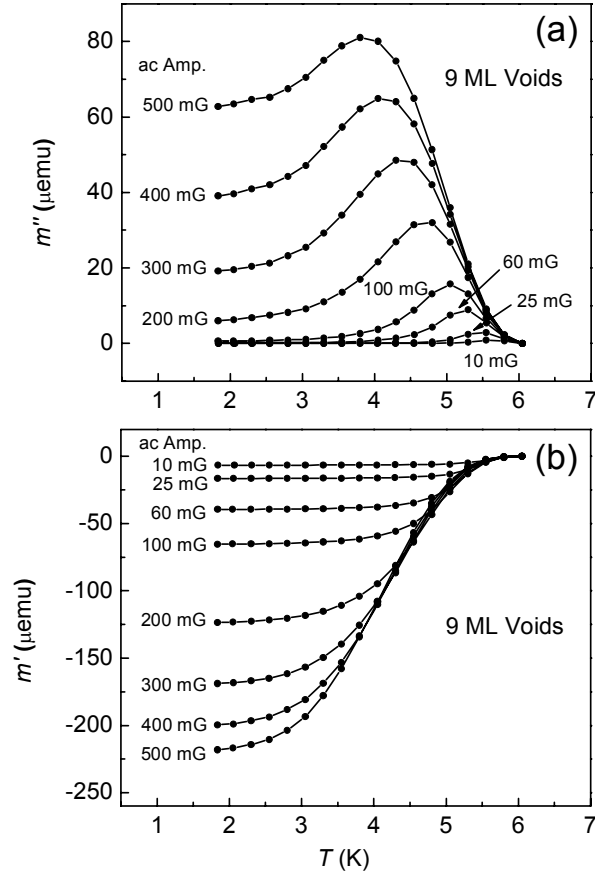 (a)
80
ac Amp.
9 ML Voids
500 mG
60
400 mG
m'' (μemu)
40
300 mG
60 mG
20
100 mG
25 mG
200 mG
0
10 mG
1 2 3 4 5 6 7
ac Amp.
(b)
0
10 mG
25 mG
-50
60 mG
100 mG
-100
m' (μemu)
200 mG
9 ML Voids
-150
300 mG
-200
400 mG
500 mG
-250
1 2 3 4 5 6 7
T (K)